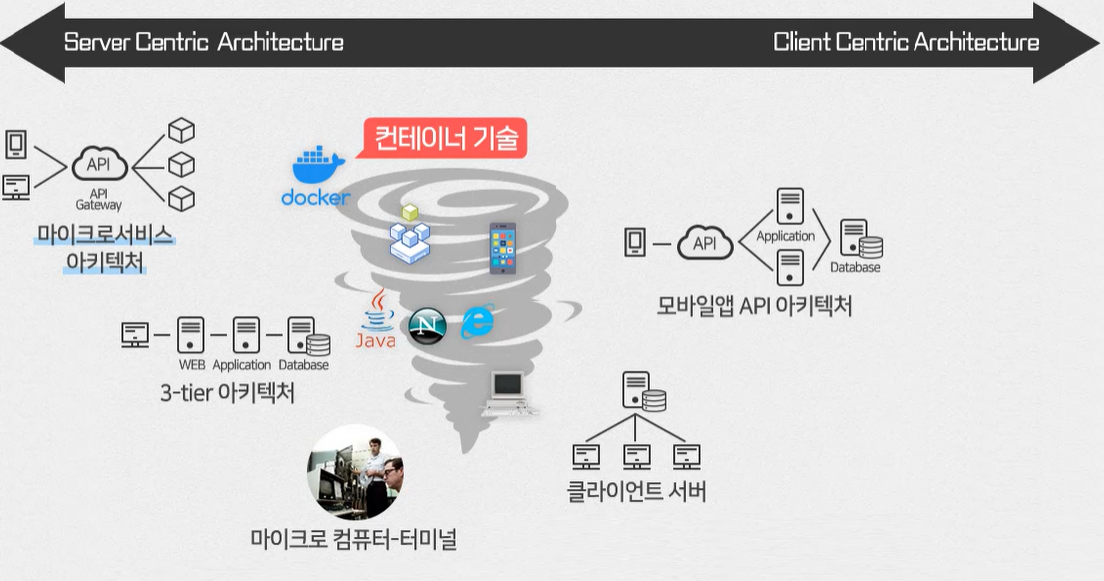 Server Centric Architecture
Client Centric Architecture
컨테이너 기술
docker
API
API
Gateway
마이크로서비스
아키텍처
API
Application
Database
모바일앱 API 아키텍처
Java
N
WEB Application Database
3-tier 아키텍처
클라이언트 서버
마이크로 컴퓨터-터미널